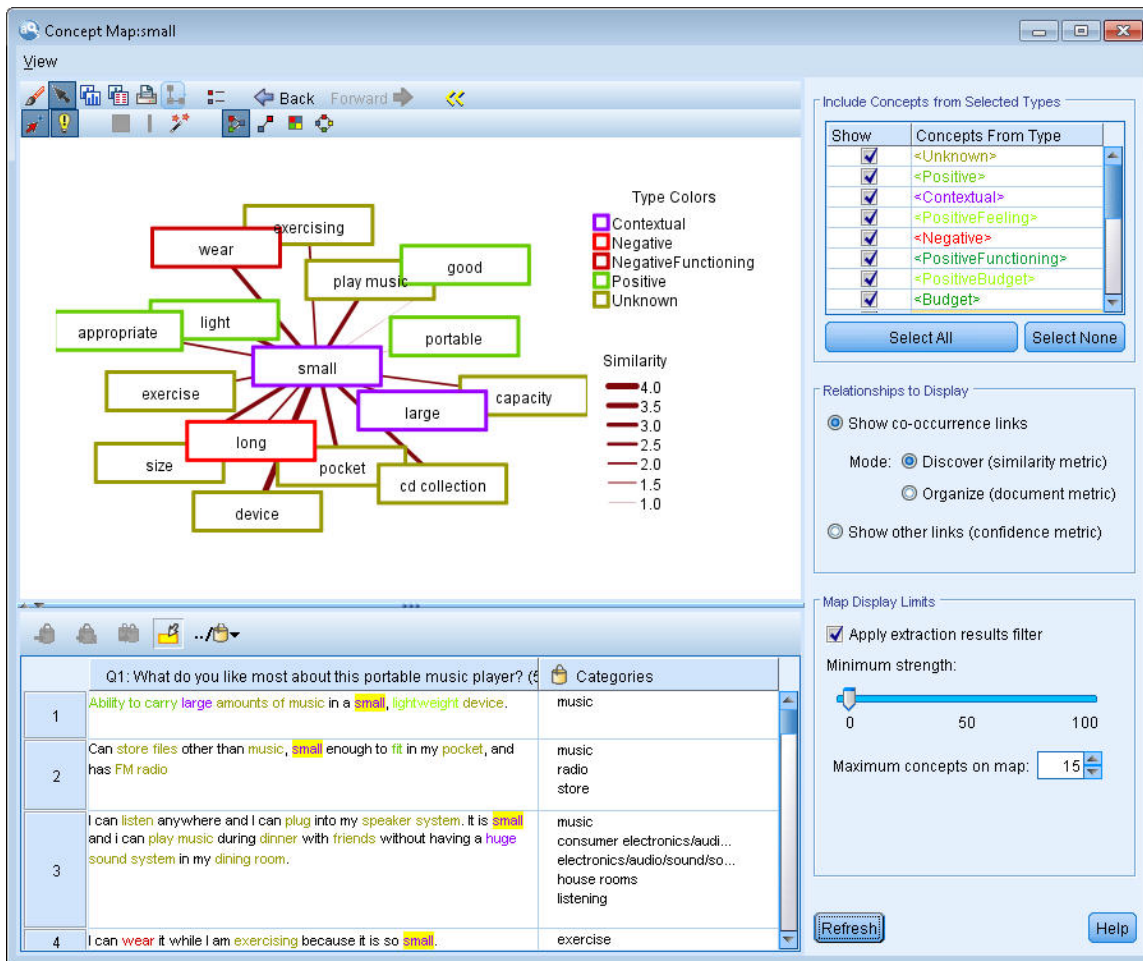 Concept Map:small
View
Back Forward
exercising
wear
good
play music
light
appropriate
portable
small
exercise
capacity
large
long
size
pocket
cd collection
device
Type Colors
Contextual
Negative
NegativeFunctioning
Positive
Unknown
Similarity
4.0
3.5
3.0
2.5
2.0
1.5
1.0
Include Concepts from Selected Types
Show Concepts From Type
<Unknown>
<Positive>
<Contextual>
<PositiveFeeling>
<Negative>
<PositiveFunctioning>
<PositiveBudget>
<Budget>
Select All Select None
Relationships to Display
Show co-occurrence links
Mode: Discover (similarity metric)
Organize (document metric)
Show other links (confidence metric)
Map Display Limits
Apply extraction results filter
Minimum strength:
0 50 100
Maximum concepts on map: 15
Refresh Help
../
Q1: What do you like most about this portable music player? (5 Categories
1 Ability to carry large amounts of music in a small, lightweight device. music
2 Can store files other than music, small enough to fit in my pocket, and
has FM radio
music
radio
store
3 I can listen anywhere and I can plug into my speaker system. It is small
and i can play music during dinner with friends without having a huge
sound system in my dining room.
music
consumer electronics/audi...
electronics/audio/sound/so...
house rooms
listening
4 I can wear it while I am exercising because it is so small. exercise